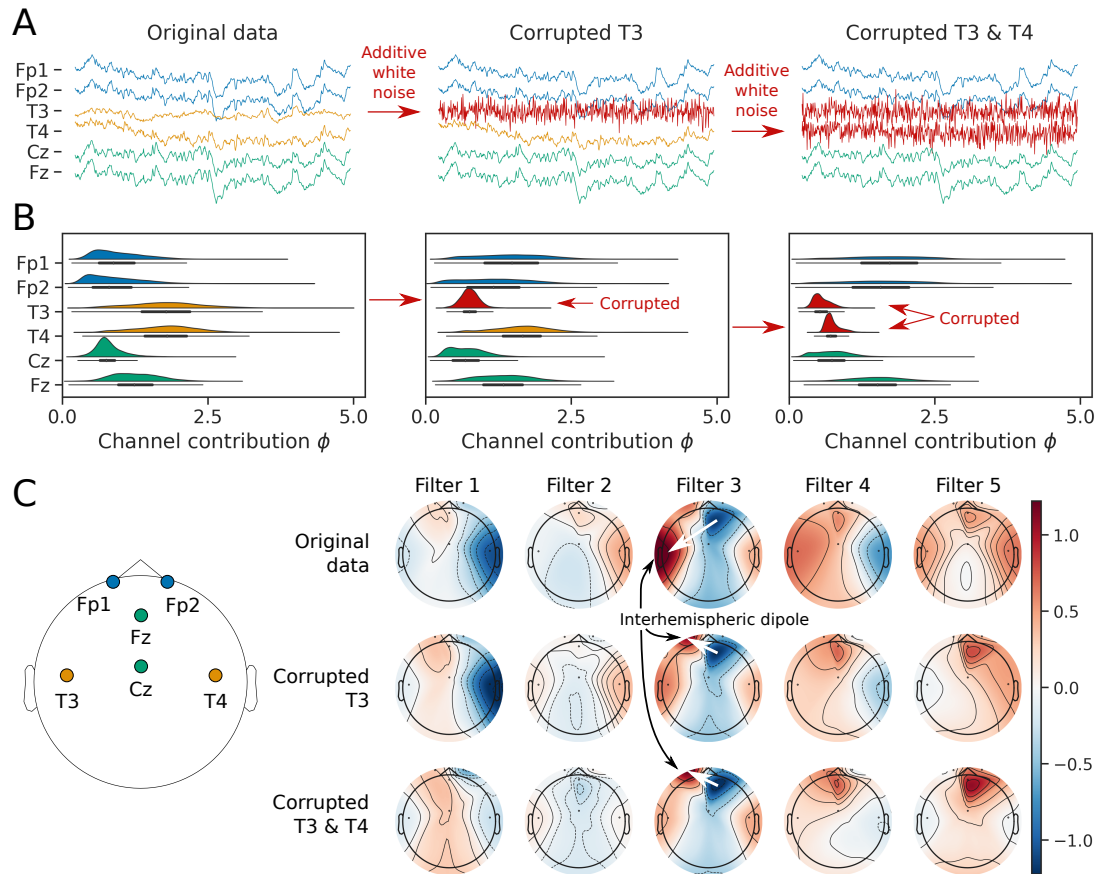 A
Original data
Corrupted T3
Corrupted T3 & T4
Fp1
Fp2
T3
T4
Cz
Fz
Additive
white
noise
Additive
white
noise
B
Fp1
Fp2
T3
T4
Cz
Fz
Corrupted
Corrupted
0.0 2.5 5.0
0.0 2.5 5.0
0.0 2.5 5.0
Channel contribution ϕ
Channel contribution ϕ
Channel contribution ϕ
C
Filter 1
Filter 2
Filter 3
Filter 4
Filter 5
Fp1
Fp2
Fz
Cz
T3
T4
Original
data
Interhemispheric dipole
Corrupted
T3
Corrupted
T3 & T4
1.0
0.5
0.0
−0.5
−1.0